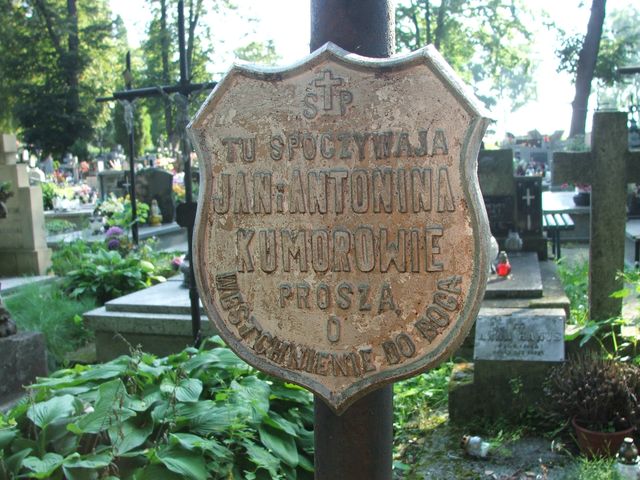 S P
TU SPOCZYWAJĄ
JAN i ANTONINA
KUMOROWIE
PROSZĄ
O
WESTCHNIENIE DO BOGA